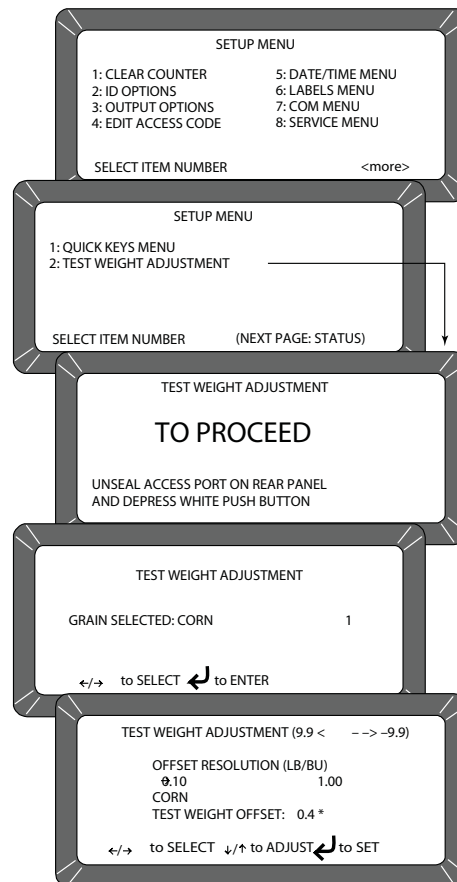 SETUP MENU
1: CLEAR COUNTER 5: DATE/TIME MENU
2: ID OPTIONS 6: LABELS MENU
3: OUTPUT OPTIONS 7: COM MENU
4: EDIT ACCESS CODE 8: SERVICE MENU
SELECT ITEM NUMBER <more>
SETUP MENU
1: QUICK KEYS MENU
2: TEST WEIGHT ADJUSTMENT
SELECT ITEM NUMBER (NEXT PAGE: STATUS)
TEST WEIGHT ADJUSTMENT
TO PROCEED
UNSEAL ACCESS PORT ON REAR PANEL
AND DEPRESS WHITE PUSH BUTTON
TEST WEIGHT ADJUSTMENT
GRAIN SELECTED: CORN 1
←/→ to SELECT ↵ to ENTER
TEST WEIGHT ADJUSTMENT (9.9 < – –> –9.9)
OFFSET RESOLUTION (LB/BU)
0.10 1.00
CORN
TEST WEIGHT OFFSET: 0.4 *
←/→ to SELECT ↓/↑ to ADJUST ↵ to SET